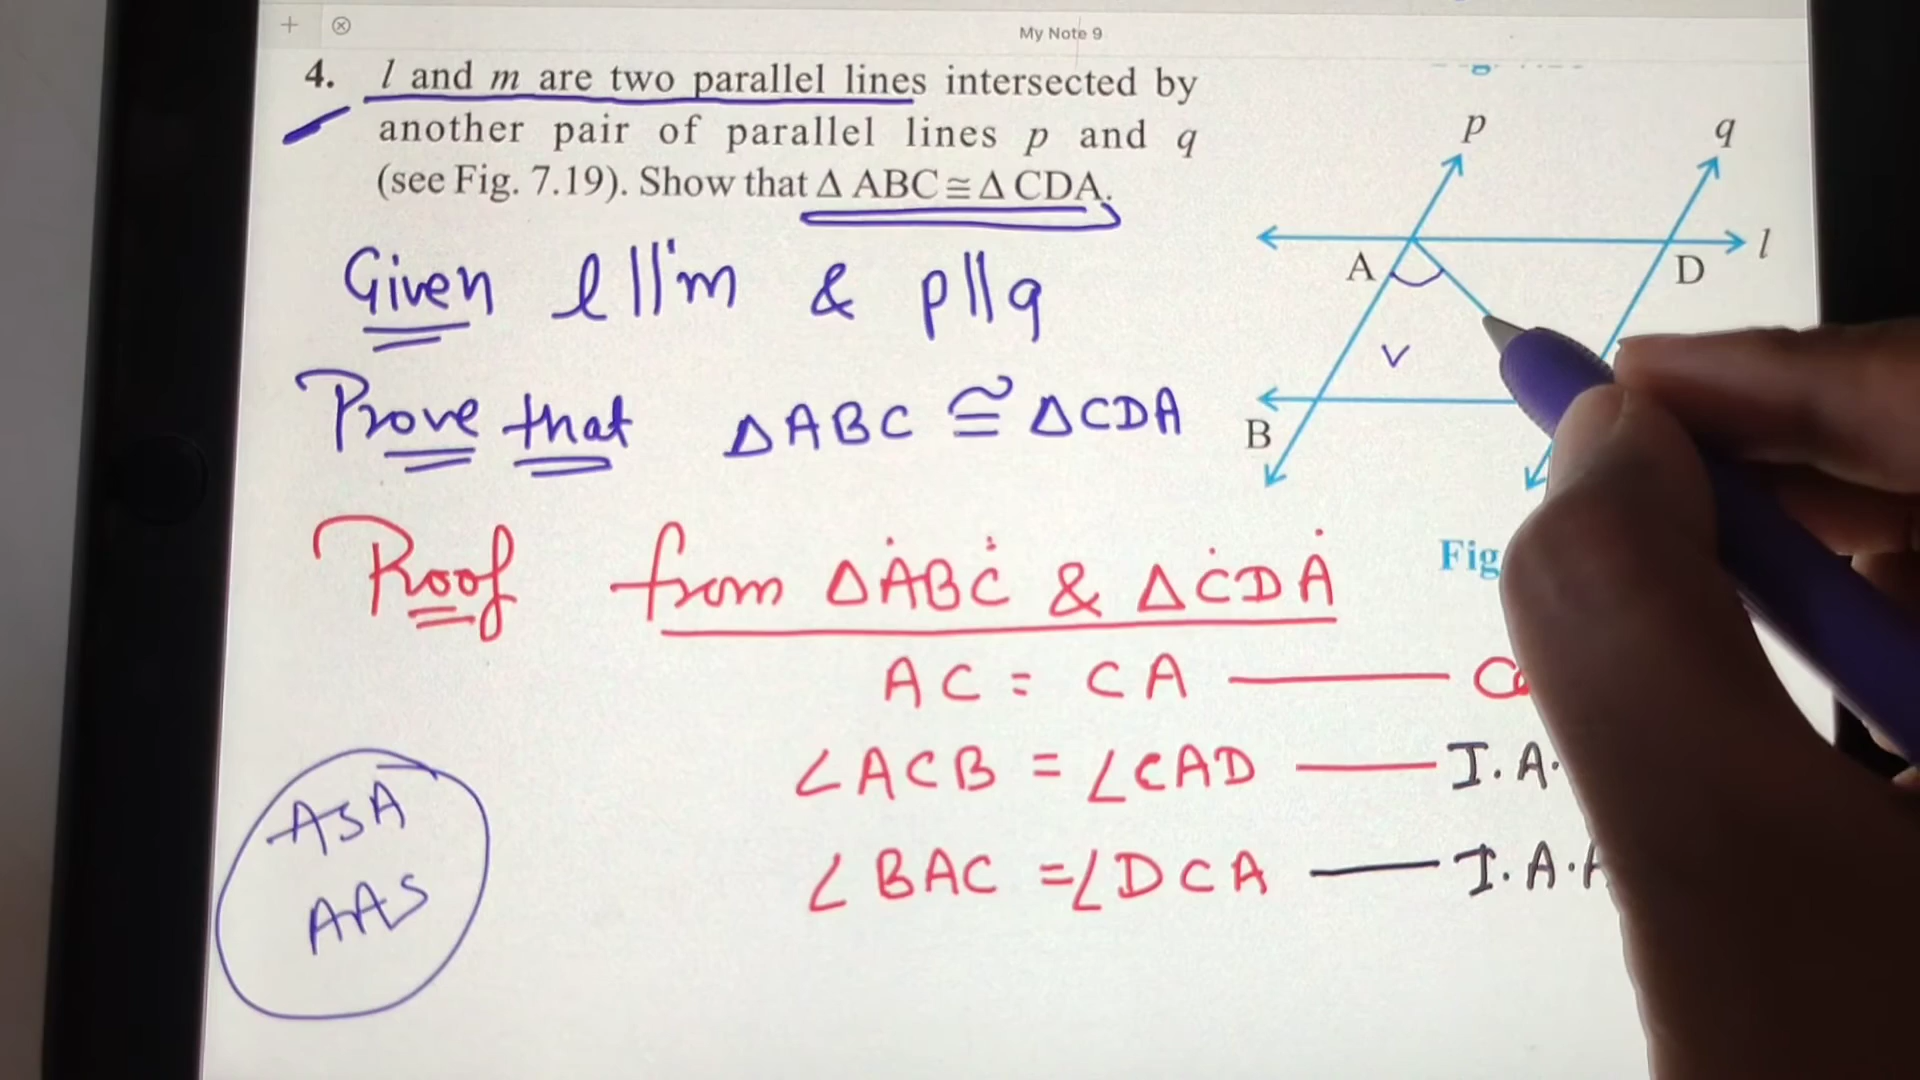 My Note 9
4. l and m are two parallel lines intersected by
another pair of parallel lines p and q
(see Fig. 7.19). Show that Δ ABC ≅ Δ CDA.
p
q
l
A
D
B
Given l || m & p || q
Prove that ΔABC ≅ ΔCDA
Fig
Proof from ΔABC & ΔCDA
AC = CA
∠ACB = ∠CAD — I.A.
∠BAC = ∠DCA — I.A.A
ASA
AAS